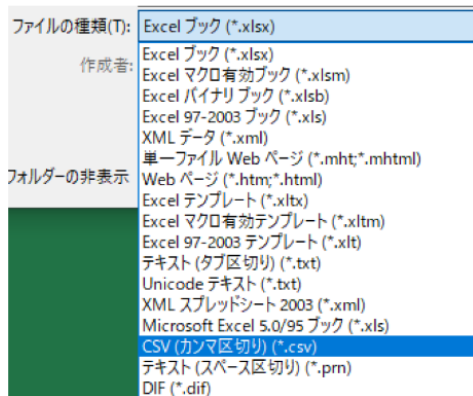 ファイルの種類(T): Excel ブック (*.xlsx)
作成者: Excel ブック (*.xlsx)
Excel マクロ有効ブック (*.xlsm)
Excel バイナリ ブック (*.xlsb)
Excel 97-2003 ブック (*.xls)
XML データ (*.xml)
単一ファイル Web ページ (*.mht;*.mhtml)
フォルダーの非表示 Web ページ (*.htm;*.html)
Excel テンプレート (*.xltx)
Excel マクロ有効テンプレート (*.xltm)
Excel 97-2003 テンプレート (*.xlt)
テキスト (タブ区切り) (*.txt)
Unicode テキスト (*.txt)
XML スプレッドシート 2003 (*.xml)
Microsoft Excel 5.0/95 ブック (*.xls)
CSV (カンマ区切り) (*.csv)
テキスト (スペース区切り) (*.prn)
DIF (*.dif)